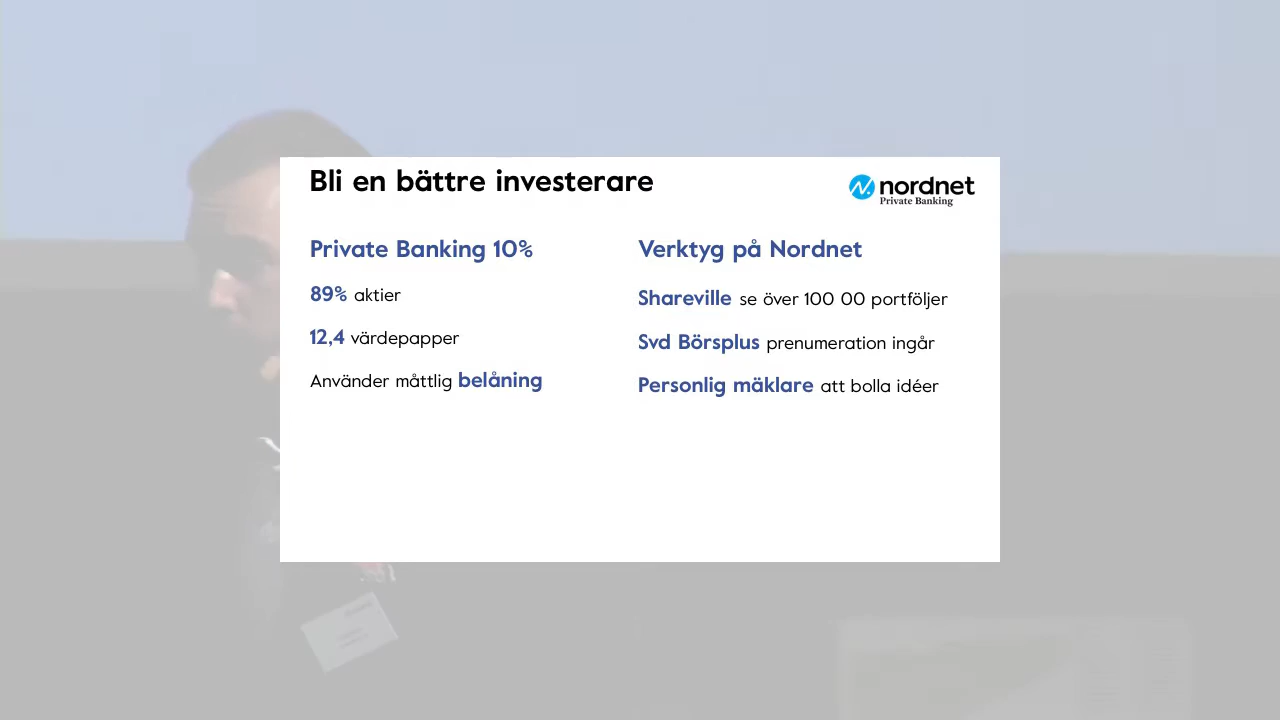 Bli en bättre investerare
nordnet
Private Banking
Private Banking 10%
89% aktier
12,4 värdepapper
Använder måttlig belåning
Verktyg på Nordnet
Shareville se över 100 00 portföljer
Svd Börsplus prenumeration ingår
Personlig mäklare att bolla idéer